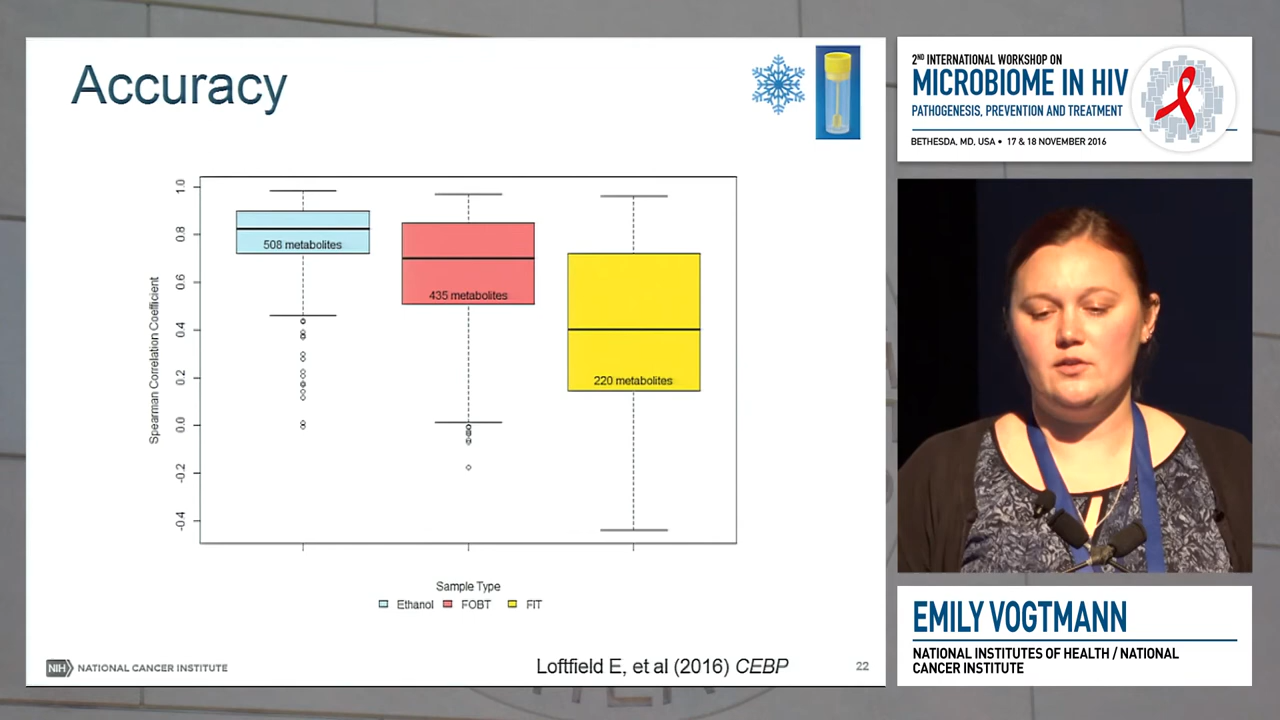 Accuracy
Spearman Correlation Coefficient
1.0
0.8
0.6
0.4
0.2
0.0
-0.2
-0.4
508 metabolites
435 metabolites
220 metabolites
Sample Type
Ethanol FOBT FIT
NIH NATIONAL CANCER INSTITUTE
Loftfield E, et al (2016) CEBP
22
2ND INTERNATIONAL WORKSHOP ON
MICROBIOME IN HIV
PATHOGENESIS, PREVENTION AND TREATMENT
BETHESDA, MD, USA • 17 & 18 NOVEMBER 2016
EMILY VOGTMANN
NATIONAL INSTITUTES OF HEALTH / NATIONAL
CANCER INSTITUTE